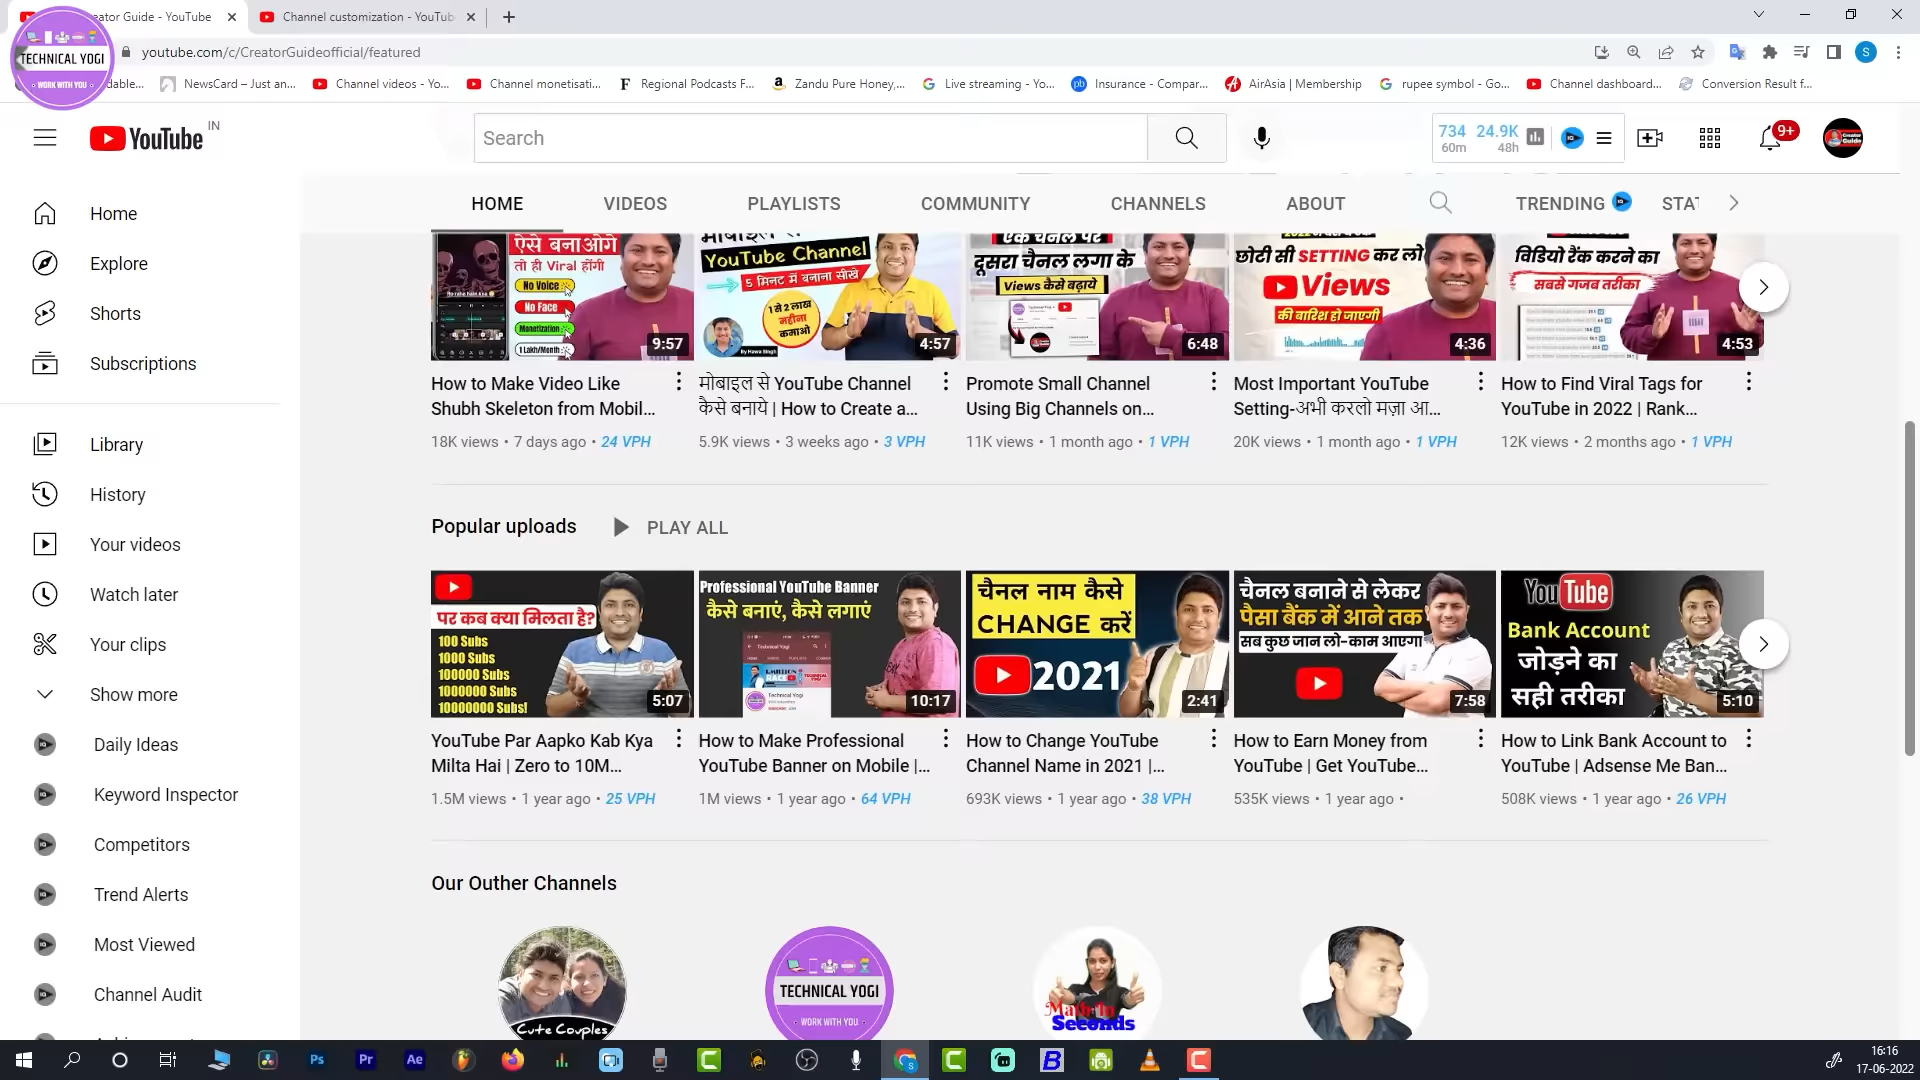 eator Guide - YouTube
Channel customization - YouTub
TECHNICAL YOGI
WORK WITH YOU
youtube.com/c/CreatorGuideofficial/featured
dable...
NewsCard – Just an...
Channel videos - Yo...
Channel monetisati...
Regional Podcasts F...
Zandu Pure Honey,...
Live streaming - Yo...
Insurance - Compar...
AirAsia | Membership
rupee symbol - Go...
Channel dashboard...
Conversion Result f...
YouTube IN
Search
734 24.9K
60m 48h
9+
HOME VIDEOS PLAYLISTS COMMUNITY CHANNELS ABOUT TRENDING STAT
Home
Explore
Shorts
Subscriptions
Library
History
Your videos
Watch later
Your clips
Show more
Daily Ideas
Keyword Inspector
Competitors
Trend Alerts
Most Viewed
Channel Audit
ऐसे बनाओगे
तो ही Viral होंगी
No Voice
No Face
Monetization
1 Lakh/Month
9:57
How to Make Video Like
Shubh Skeleton from Mobil...
18K views • 7 days ago • 24 VPH
मोबाइल से
YouTube Channel
5 मिनट में बनाना सीखे
1 से 2 लाख
महीना
कमाओ
By Hawa Singh
4:57
मोबाइल से YouTube Channel
कैसे बनाये | How to Create a...
5.9K views • 3 weeks ago • 3 VPH
एक चैनल पर
दूसरा चैनल लगा के
Views कैसे बढ़ाये
6:48
Promote Small Channel
Using Big Channels on...
11K views • 1 month ago • 1 VPH
छोटी सी SETTING कर लो
Views
की बारिश हो जाएगी
4:36
Most Important YouTube
Setting-अभी करलो मज़ा आ...
20K views • 1 month ago • 1 VPH
विडियो रैंक करने का
सबसे गजब तरीका
4:53
How to Find Viral Tags for
YouTube in 2022 | Rank...
12K views • 2 months ago • 1 VPH
Popular uploads
PLAY ALL
पर कब क्या मिलता है?
100 Subs
1000 Subs
100000 Subs
1000000 Subs
10000000 Subs!
5:07
YouTube Par Aapko Kab Kya
Milta Hai | Zero to 10M...
1.5M views • 1 year ago • 25 VPH
Professional YouTube Banner
कैसे बनाएं, कैसे लगाएं
Technical Yogi
10:17
How to Make Professional
YouTube Banner on Mobile |...
1M views • 1 year ago • 64 VPH
चैनल नाम कैसे
CHANGE करें
2021
2:41
How to Change YouTube
Channel Name in 2021 |...
693K views • 1 year ago • 38 VPH
चैनल बनाने से लेकर
पैसा बैंक में आने तक
सब कुछ जान लो-काम आएगा
7:58
How to Earn Money from
YouTube | Get YouTube...
535K views • 1 year ago •
YouTube
Bank Account
जोड़ने का
सही तरीका
5:10
How to Link Bank Account to
YouTube | Adsense Me Ban...
508K views • 1 year ago • 26 VPH
Our Outher Channels
Cute Couples
TECHNICAL YOGI
WORK WITH YOU
Math In
Seconds
16:16
17-06-2022